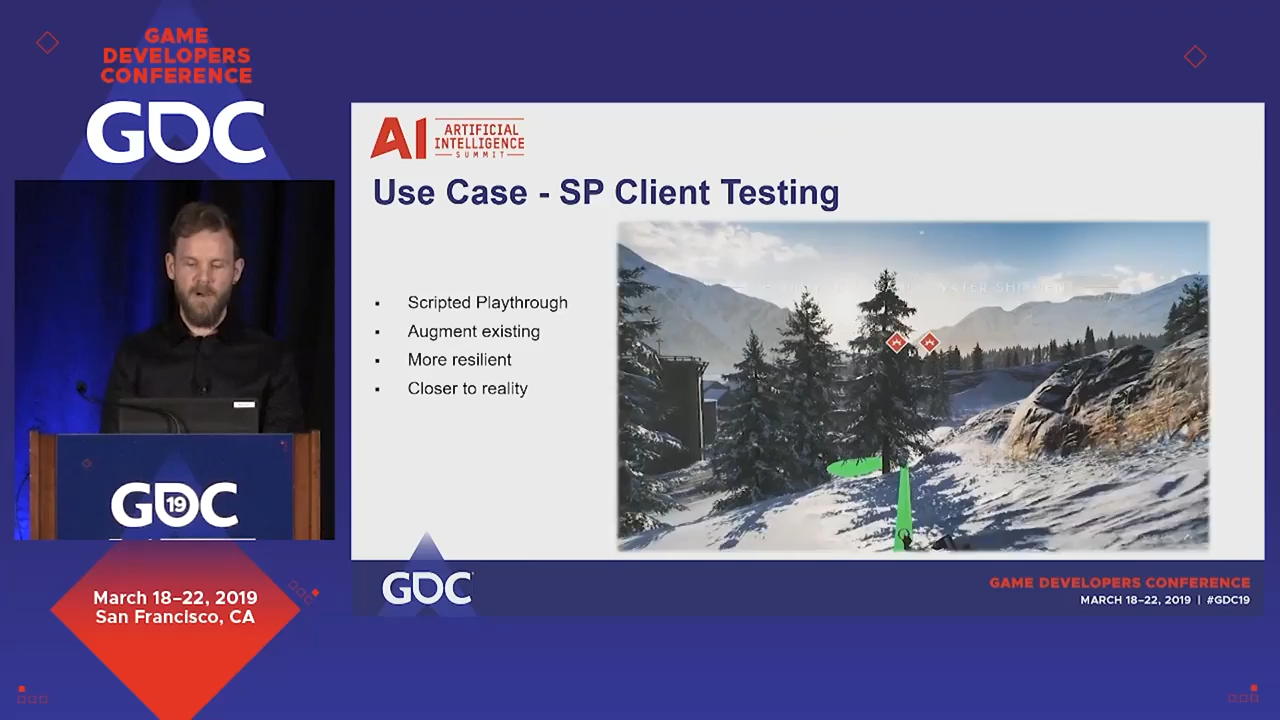 GAME
DEVELOPERS
CONFERENCE
GDC
AI ARTIFICIAL
INTELLIGENCE
SUMMIT
Use Case - SP Client Testing
▪ Scripted Playthrough
▪ Augment existing
▪ More resilient
▪ Closer to reality
GDC
19
March 18–22, 2019
San Francisco, CA
GDC
GAME DEVELOPERS CONFERENCE
MARCH 18–22, 2019 | #GDC19